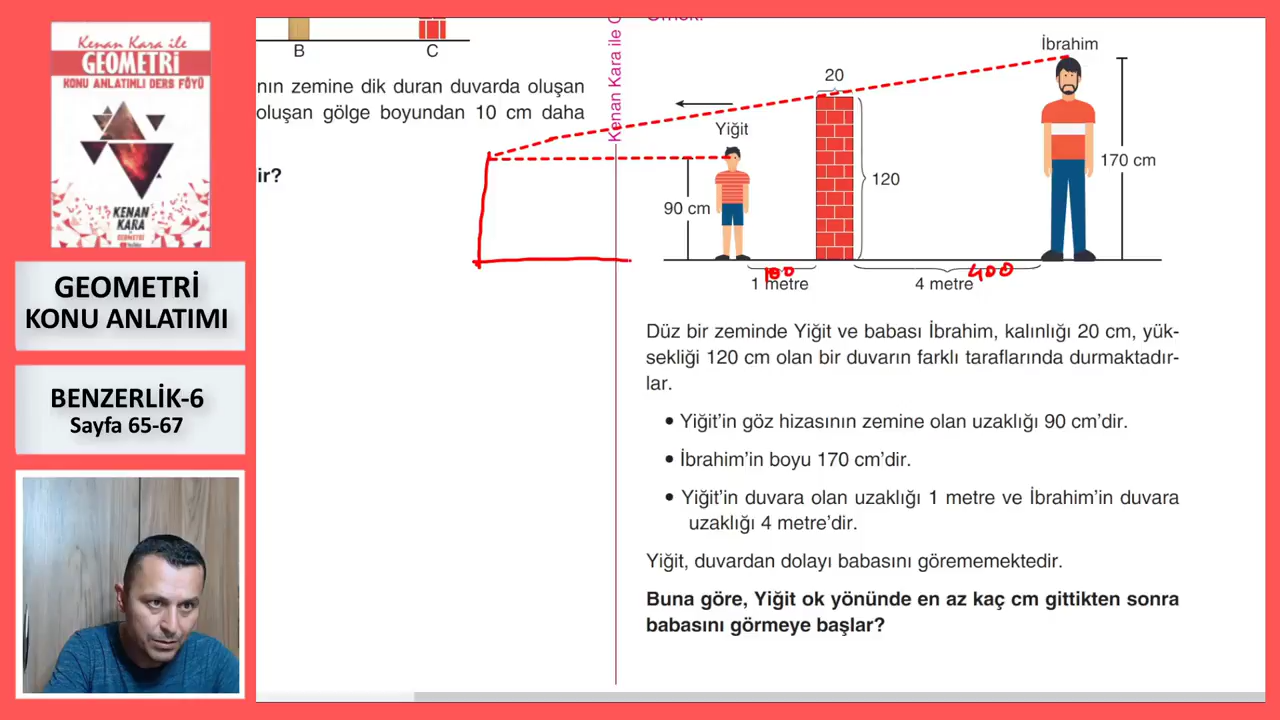 Kenan Kara ile
GEOMETRİ
KONU ANLATIMLI DERS FÖYÜ
KENAN
KARA
GEOMETRİ
KONU ANLATIMI
BENZERLİK-6
Sayfa 65-67
B
C
nın zemine dik duran duvarda oluşan
oluşan gölge boyundan 10 cm daha
ir?
Kenan Kara ile
Örnek:
İbrahim
20
Yiğit
170 cm
120
90 cm
100
400
1 metre
4 metre
Düz bir zeminde Yiğit ve babası İbrahim, kalınlığı 20 cm, yük-
sekliği 120 cm olan bir duvarın farklı taraflarında durmaktadır-
lar.
• Yiğit’in göz hizasının zemine olan uzaklığı 90 cm’dir.
• İbrahim’in boyu 170 cm’dir.
• Yiğit’in duvara olan uzaklığı 1 metre ve İbrahim’in duvara
uzaklığı 4 metre’dir.
Yiğit, duvardan dolayı babasını görememektedir.
Buna göre, Yiğit ok yönünde en az kaç cm gittikten sonra
babasını görmeye başlar?